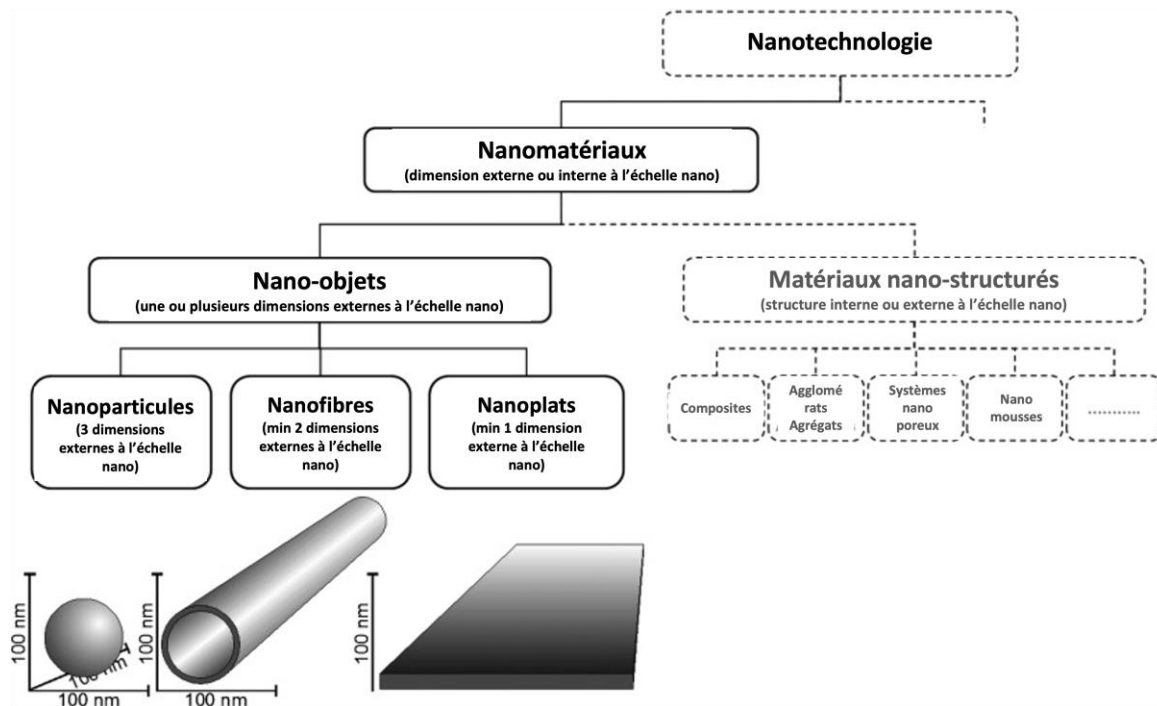 Nanotechnologie
Nanomatériaux
(dimension externe ou interne à l’échelle nano)
Nano-objets
(une ou plusieurs dimensions externes à l’échelle nano)
Matériaux nano-structurés
(structure interne ou externe à l’échelle nano)
Nanoparticules
(3 dimensions
externes à l’échelle
nano)
Nanofibres
(min 2 dimensions
externes à l’échelle
nano)
Nanoplats
(min 1 dimension
externe à l’échelle
nano)
Composites
Agglomé
rats
Agrégats
Systèmes
nano
poreux
Nano
mousses
............
100 nm
100 nm
100 nm
100 nm
100 nm
100 nm